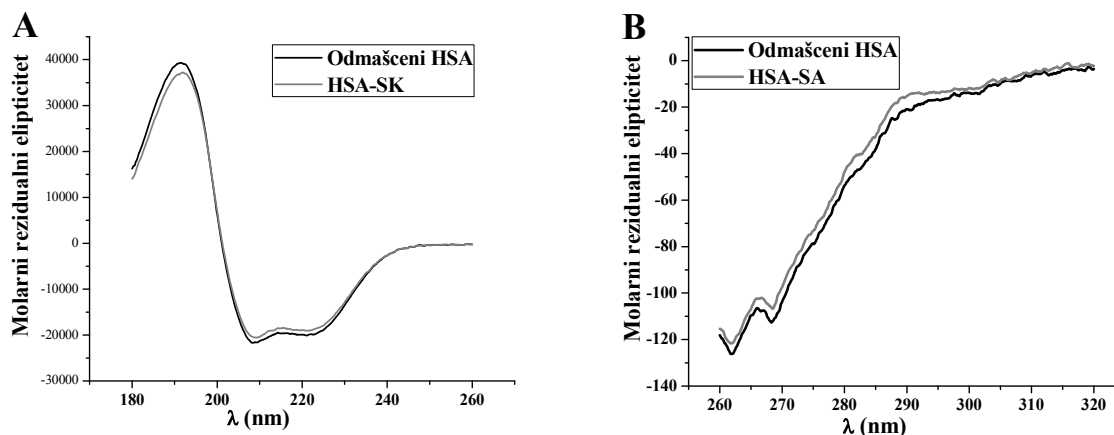 A
Odmašceni HSA
HSA-SK
Molarni rezidualni elipticitet
40000
30000
20000
10000
0
-10000
-20000
-30000
180
200
220
240
260
λ (nm)
B
Odmašceni HSA
HSA-SA
Molarni rezidualni elipticitet
0
-20
-40
-60
-80
-100
-120
-140
260
270
280
290
300
310
320
λ (nm)